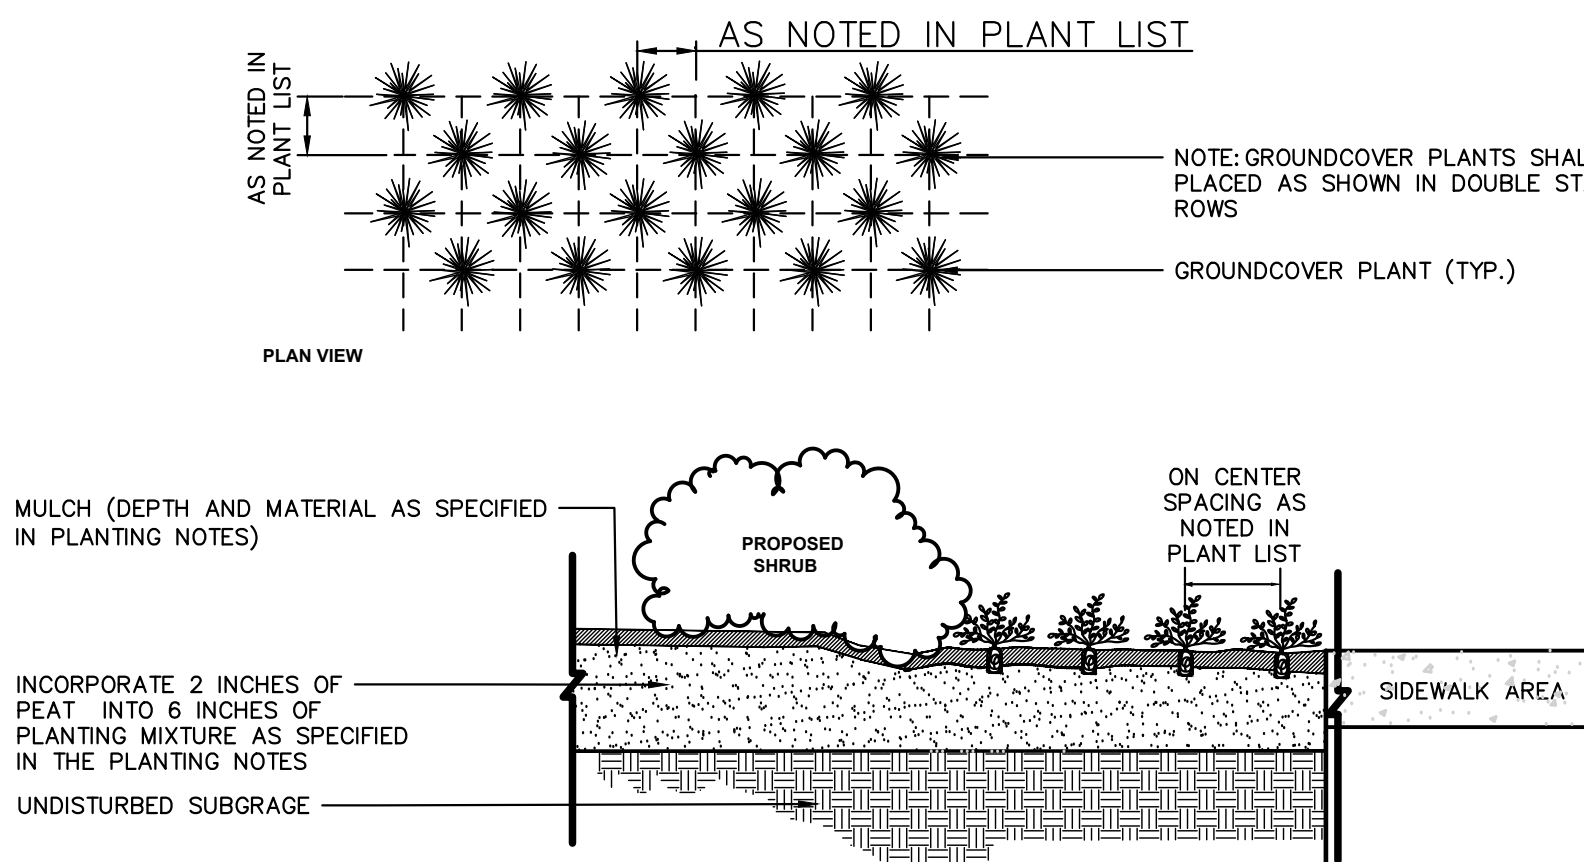 AS NOTED IN PLANT LIST
AS NOTED IN
PLANT LIST
NOTE: GROUNDCOVER PLANTS
PLACED AS SHOWN IN DOUBLE
ROWS
GROUNDCOVER PLANT (TYP.)
PLAN VIEW
MULCH (DEPTH AND MATERIAL AS SPECIFIED
IN PLANTING NOTES)
PROPOSED
SHRUB
ON CENTER
SPACING AS
NOTED IN
PLANT LIST
INCORPORATE 2 INCHES OF
PEAT INTO 6 INCHES OF
PLANTING MIXTURE AS SPECIFIED
IN THE PLANTING NOTES
SIDEWALK AREA
UNDISTURBED SUBGRAGE